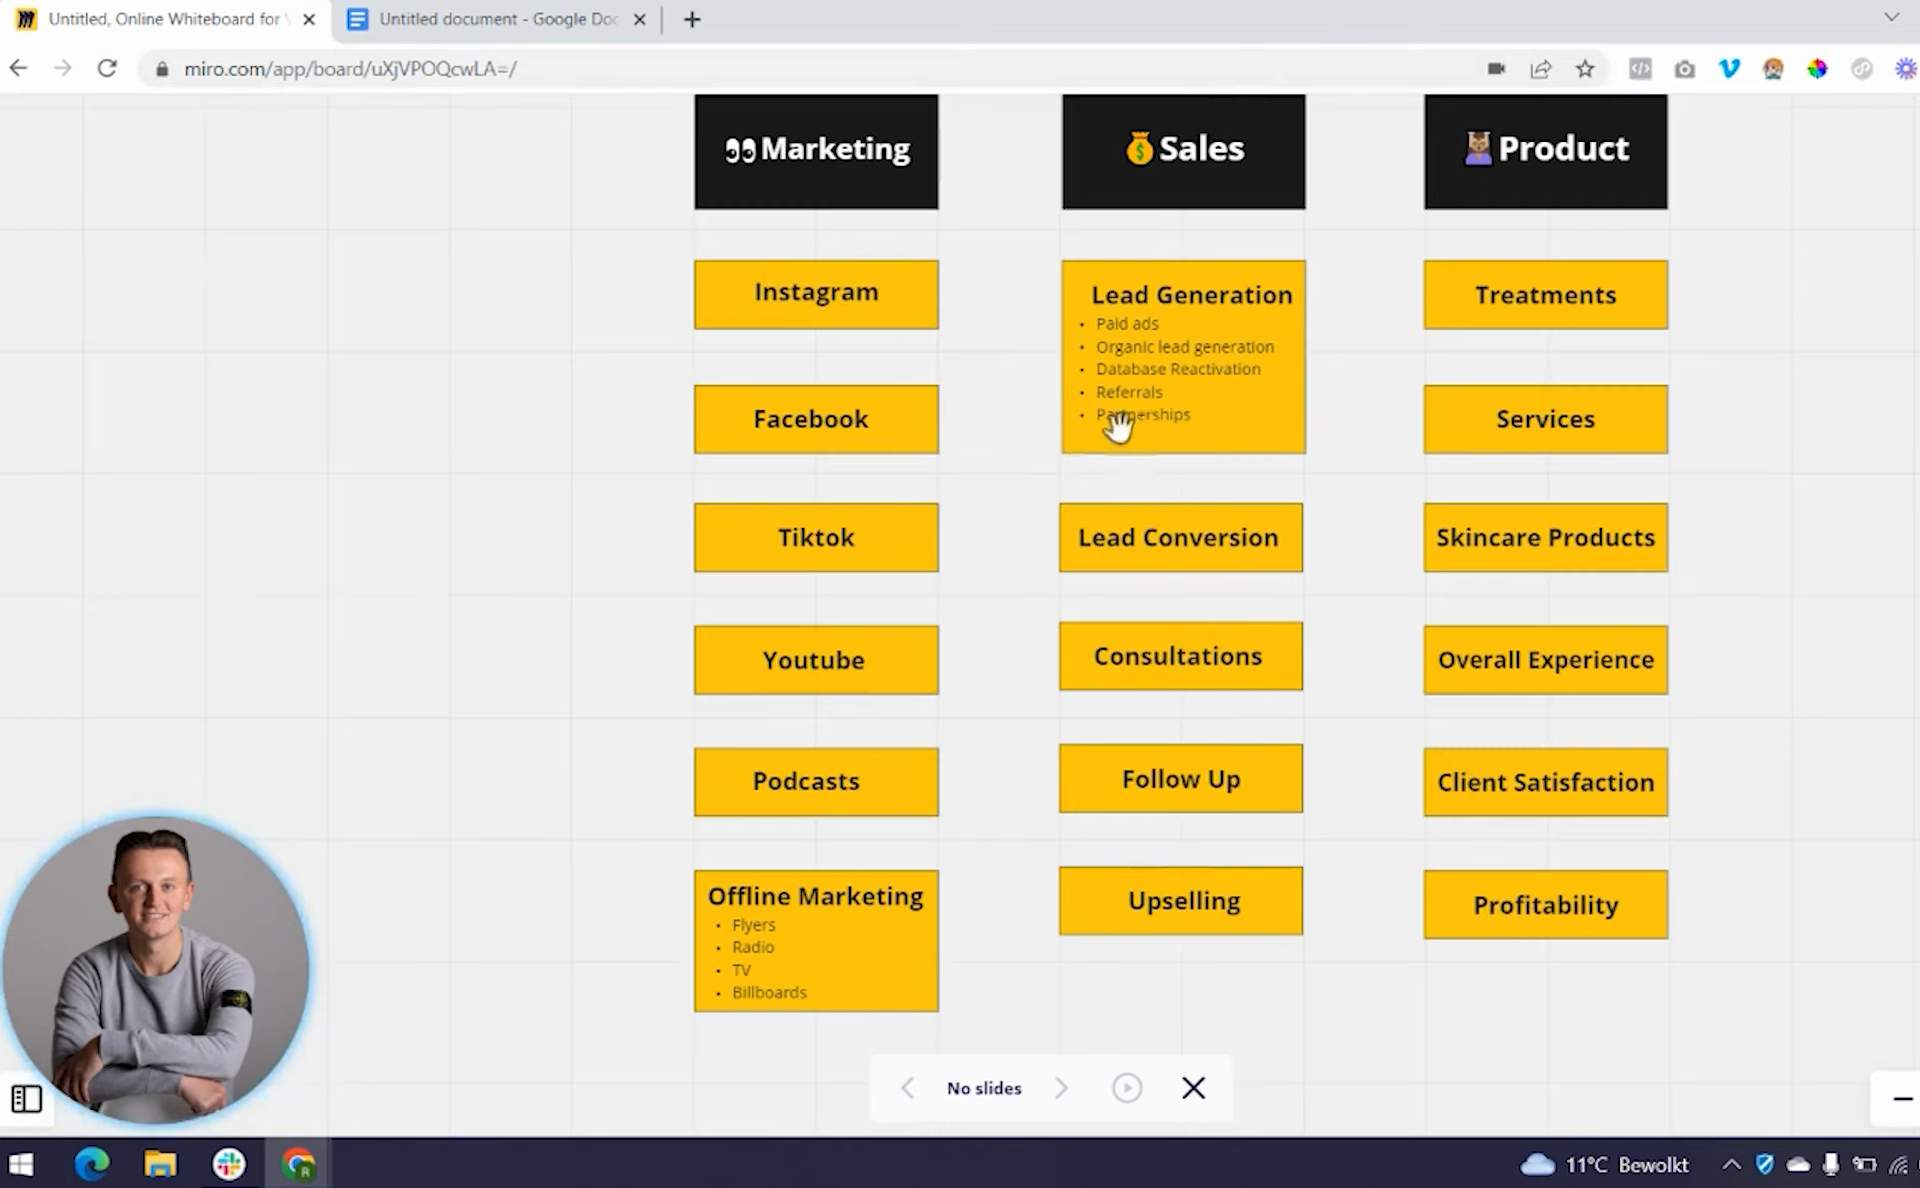 Untitled, Online Whiteboard for
Untitled document - Google Doc
miro.com/app/board/uXjVPOQcwLA=/
Marketing
Sales
Product
Instagram
Facebook
Tiktok
Youtube
Podcasts
Offline Marketing
• Flyers
• Radio
• TV
• Billboards
Lead Generation
• Paid ads
• Organic lead generation
• Database Reactivation
• Referrals
• Partnerships
Lead Conversion
Consultations
Follow Up
Upselling
Treatments
Services
Skincare Products
Overall Experience
Client Satisfaction
Profitability
No slides
11°C Bewolkt